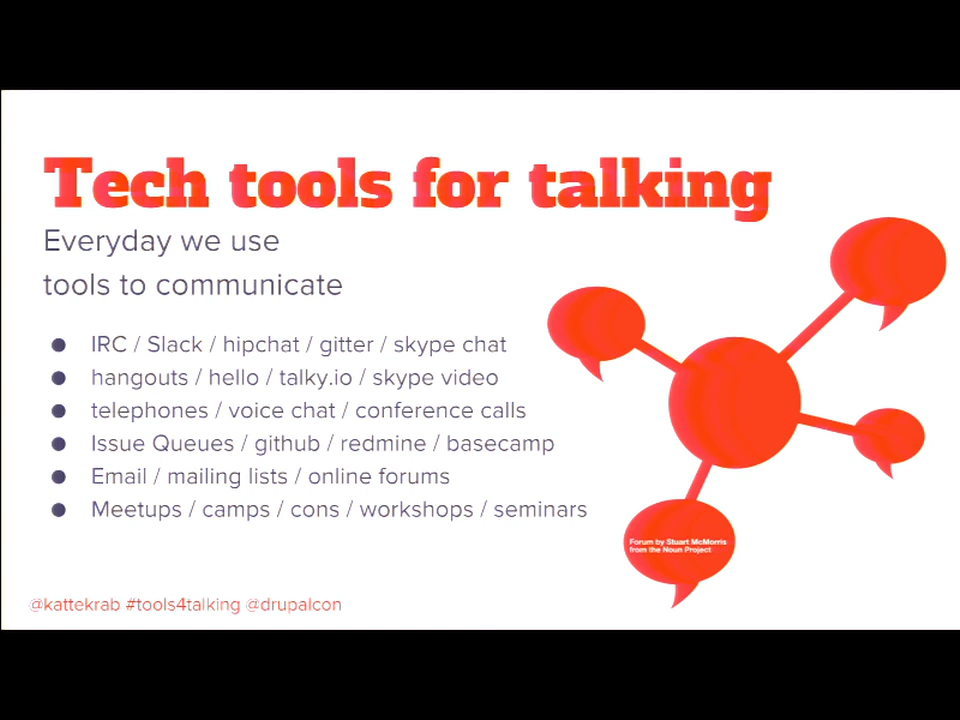 Tech tools for talking
Everyday we use
tools to communicate
● IRC / Slack / hipchat / gitter / skype chat
● hangouts / hello / talky.io / skype video
● telephones / voice chat / conference calls
● Issue Queues / github / redmine / basecamp
● Email / mailing lists / online forums
● Meetups / camps / cons / workshops / seminars
Forum by Stuart McMorris
from the Noun Project
@kattekrab #tools4talking @drupalcon